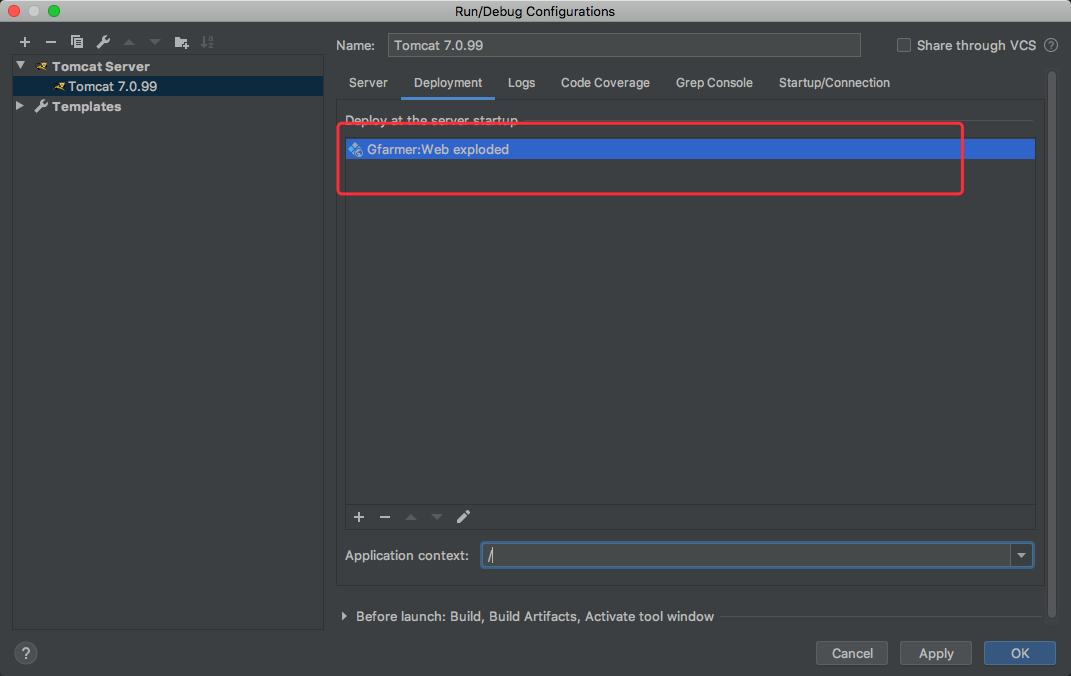 Run/Debug Configurations
Tomcat Server
Tomcat 7.0.99
Templates
Name: Tomcat 7.0.99 Share through VCS ?
Server Deployment Logs Code Coverage Grep Console Startup/Connection
Deploy at the server startup
Gfarmer:Web exploded
Application context: /
Before launch: Build, Build Artifacts, Activate tool window
? Cancel Apply OK